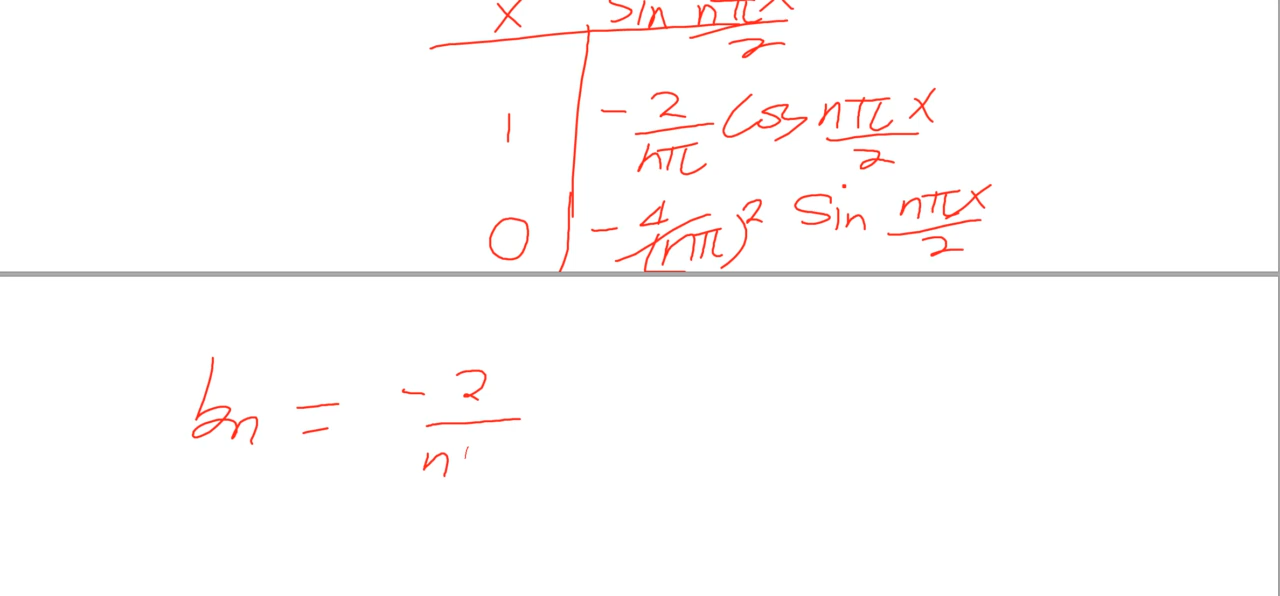 x | sin nπx/2
1 | - 2/nπ Cos nπx/2
0 | - 4/(nπ)² Sin nπx/2
bn = -2/n